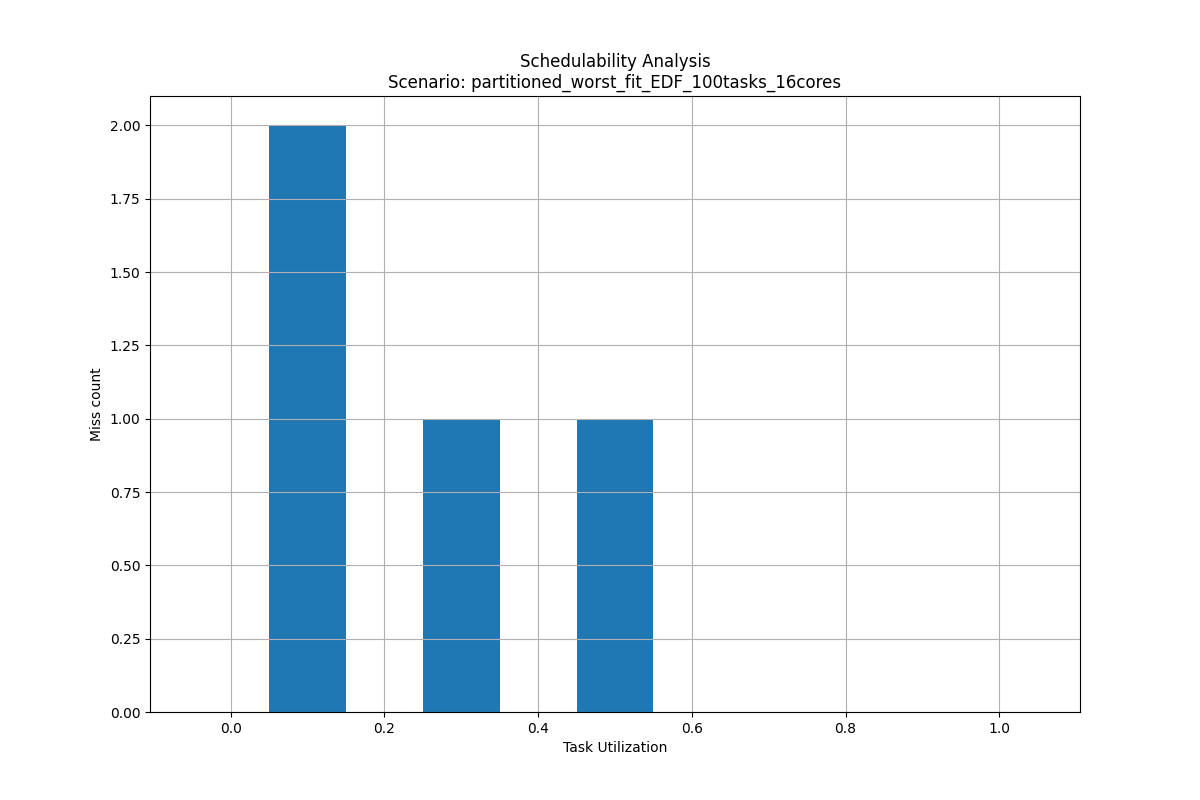 Schedulability Analysis
Scenario: partitioned_worst_fit_EDF_100tasks_16cores
2.00
1.75
1.50
1.25
1.00
0.75
0.50
0.25
0.00
Miss count
0.0 0.2 0.4 0.6 0.8 1.0
Task Utilization